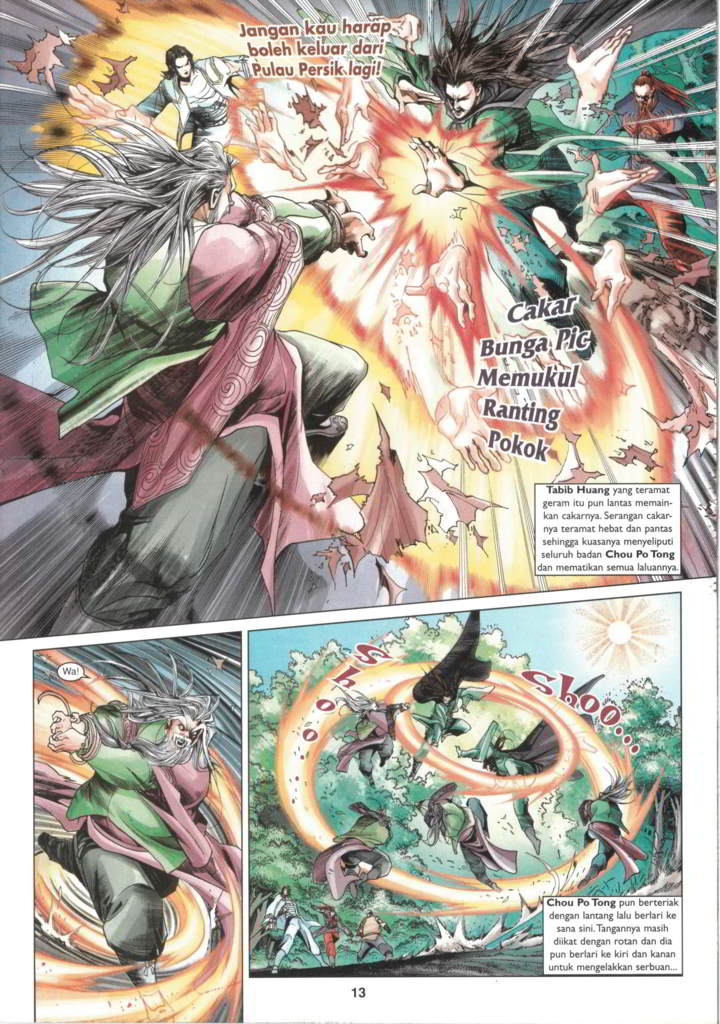 Jangan kau harap
boleh keluar dari
Pulau Persik lagi!
Cakar
Bunga Pic
Memukul
Ranting
Pokok
Tabib Huang yang teramat
geram itu pun lantas memain-
kan cakarnya. Serangan cakar-
nya teramat hebat dan pantas
sehingga kuasanya menyeliputi
seluruh badan Chou Po Tong
dan mematikan semua laluannya.
Wa!
Shoo...
Shoo...
Chou Po Tong pun berteriak
dengan lantang lalu berlari ke
sana sini. Tangannya masih
diikat dengan rotan dan dia
pun berlari ke kiri dan kanan
untuk mengelakkan serbuan...
13